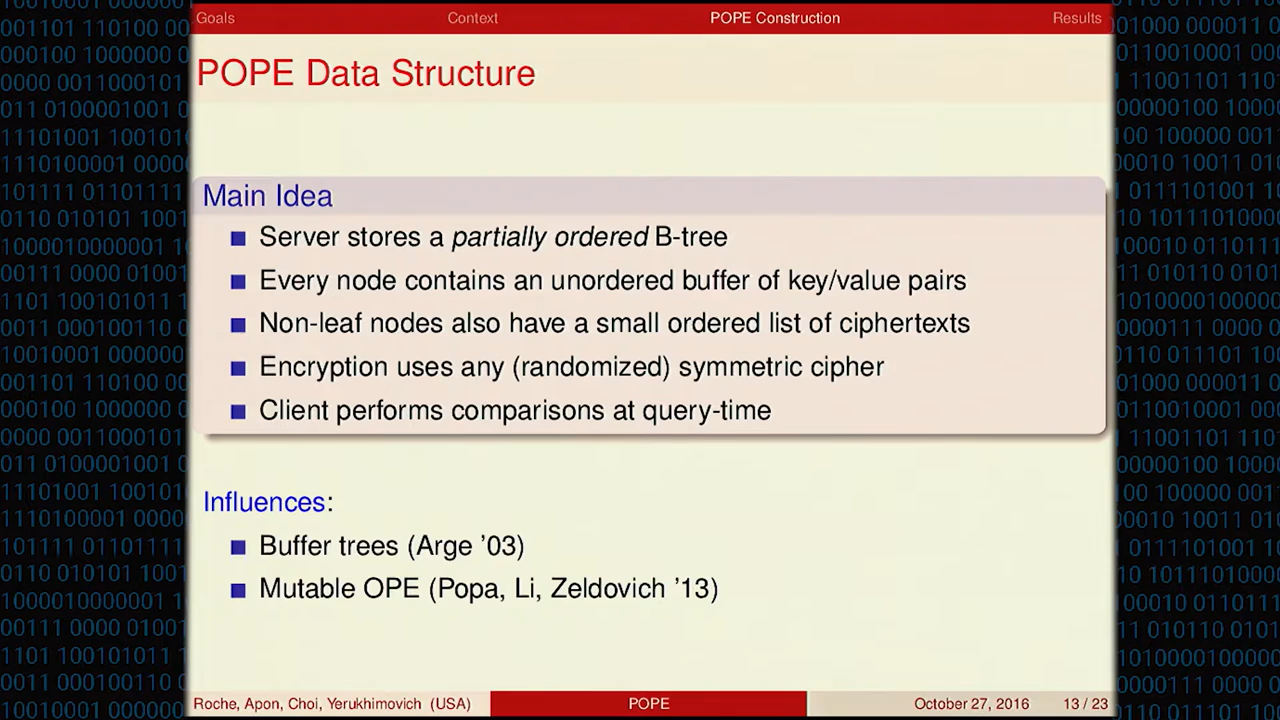 Goals Context POPE Construction Results
POPE Data Structure
Main Idea
Server stores a partially ordered B-tree
Every node contains an unordered buffer of key/value pairs
Non-leaf nodes also have a small ordered list of ciphertexts
Encryption uses any (randomized) symmetric cipher
Client performs comparisons at query-time
Influences:
Buffer trees (Arge ’03)
Mutable OPE (Popa, Li, Zeldovich ’13)
Roche, Apon, Choi, Yerukhimovich (USA) POPE October 27, 2016 13 / 23